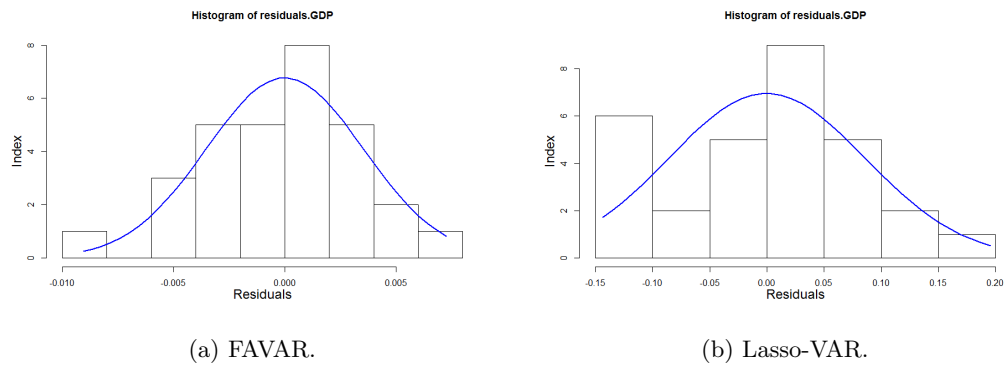 Histogram of residuals.GDP
Index
8
6
4
2
0
-0.010
-0.005
0.000
0.005
Residuals
(a) FAVAR.
Histogram of residuals.GDP
Index
8
6
4
2
0
-0.15
-0.10
-0.05
0.00
0.05
0.10
0.15
0.20
Residuals
(b) Lasso-VAR.